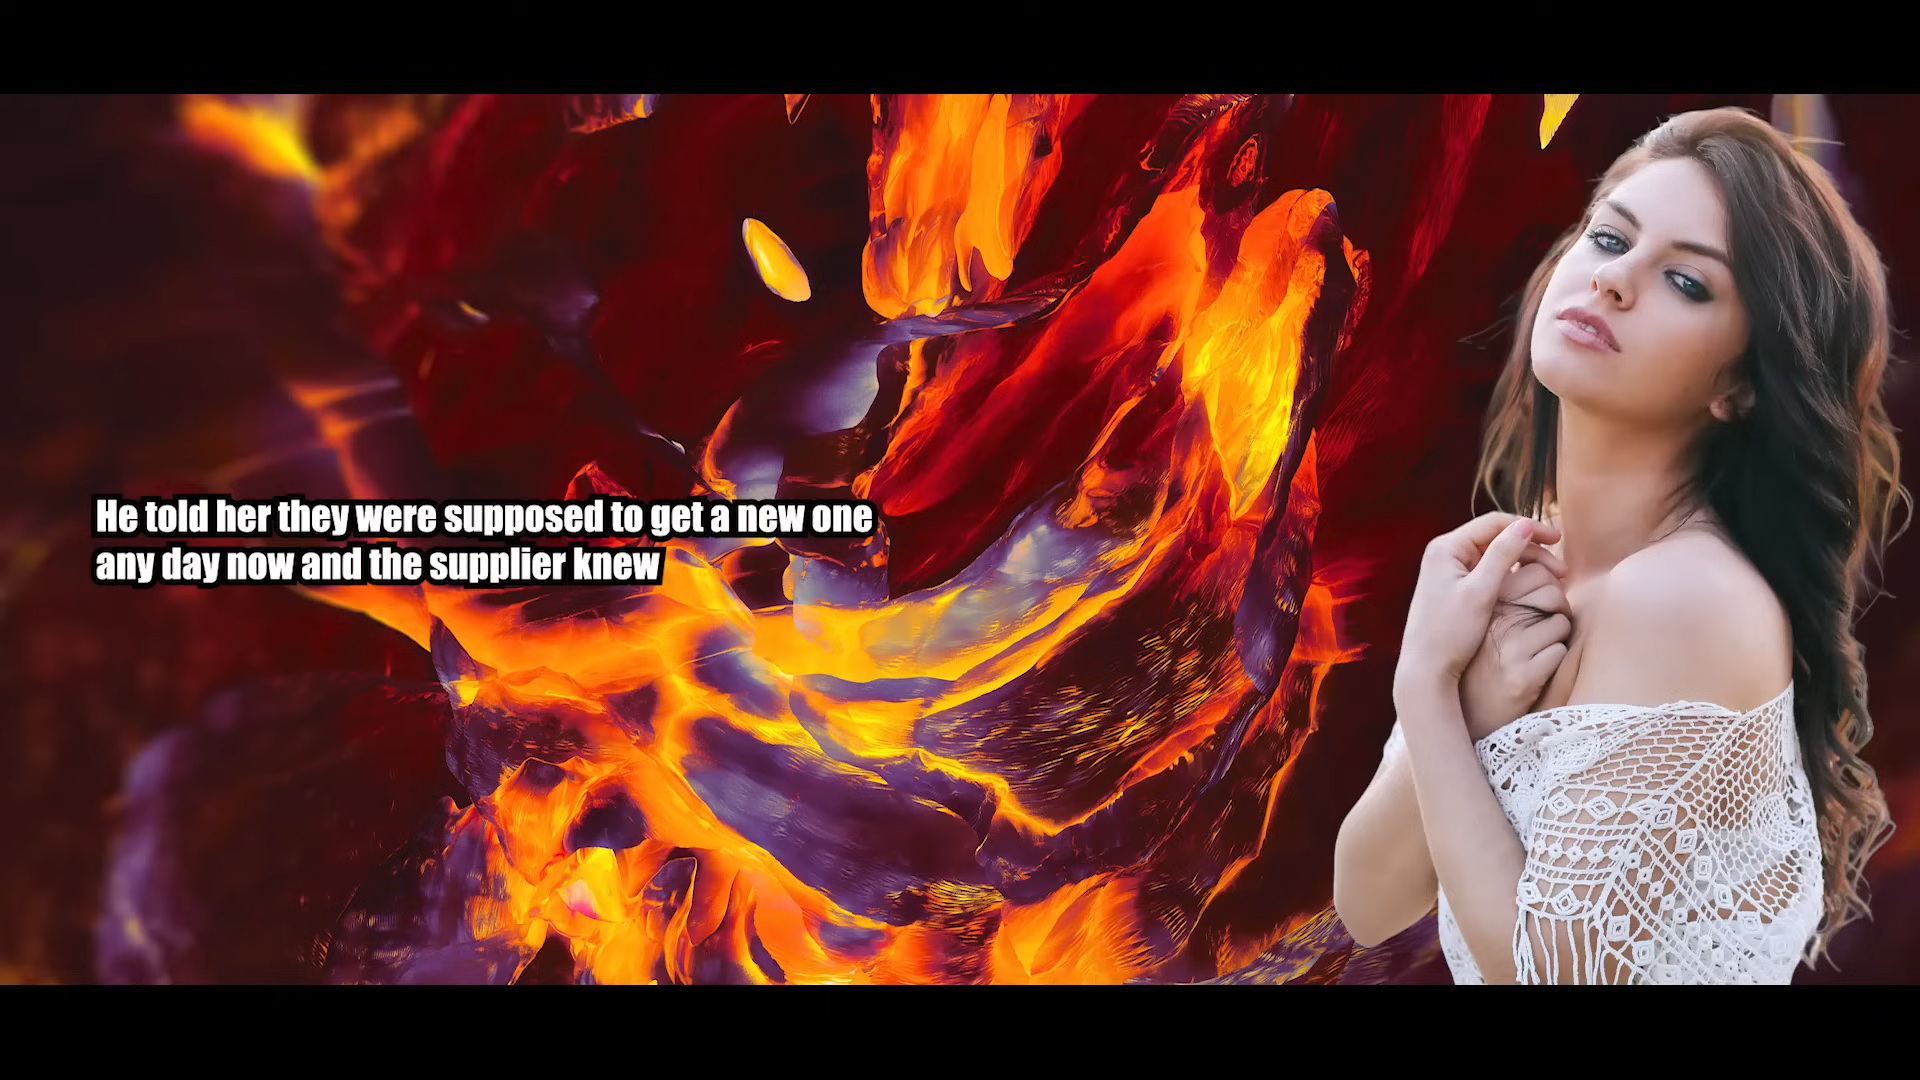 He told her they were supposed to get a new one
any day now and the supplier knew